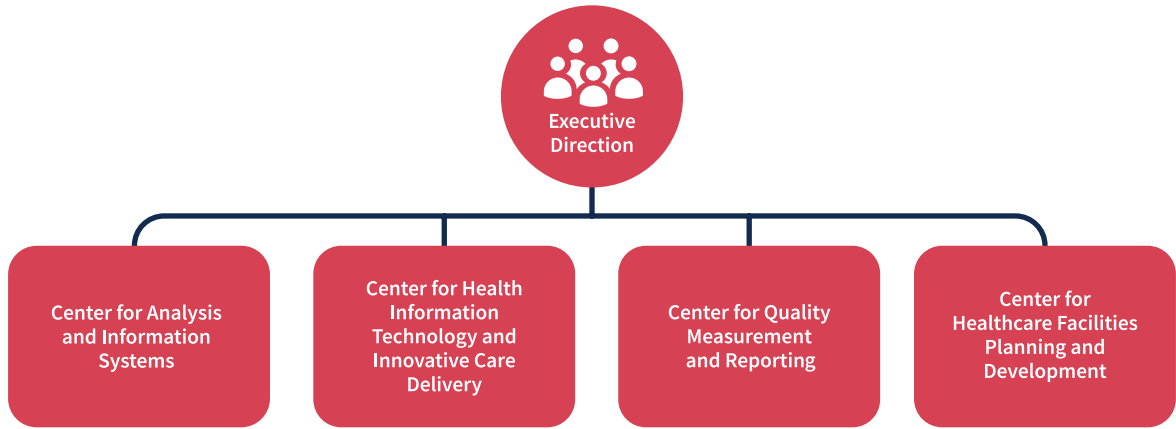 Executive
Direction
Center for Analysis
and Information
Systems
Center for Health
Information
Technology and
Innovative Care
Delivery
Center for Quality
Measurement
and Reporting
Center for
Healthcare Facilities
Planning and
Development